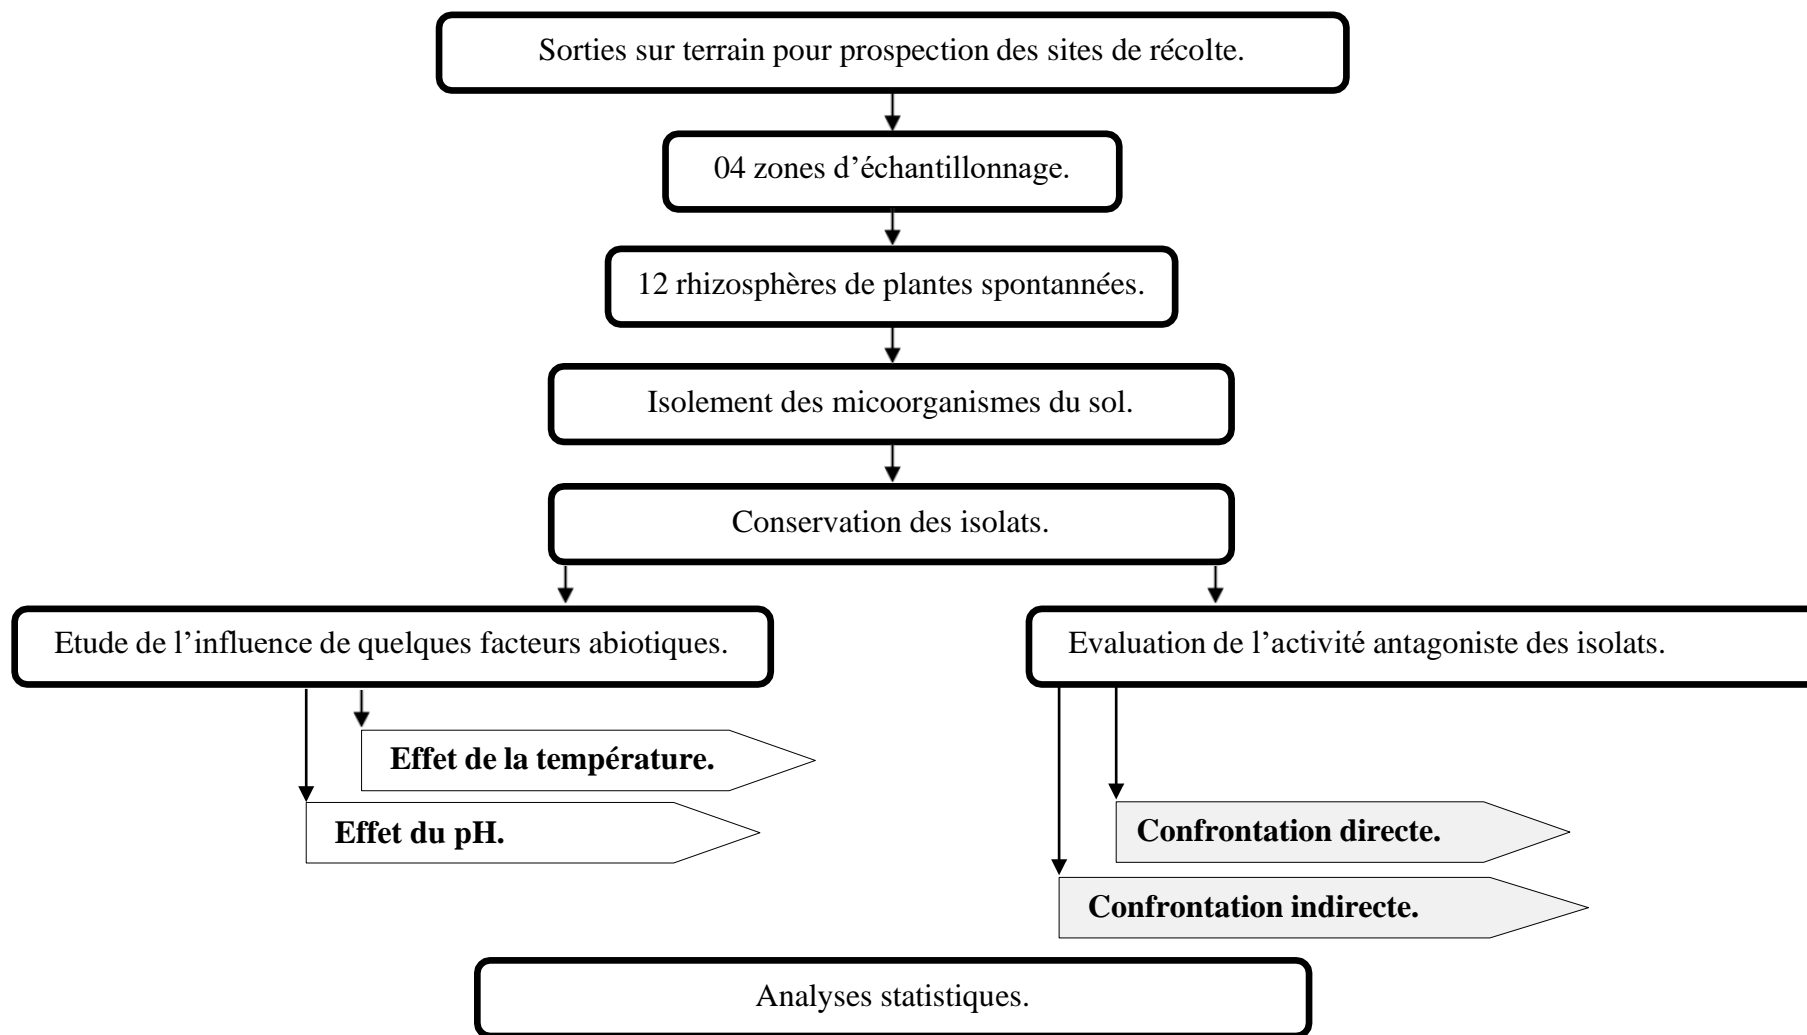 Sorties sur terrain pour prospection des sites de récolte.
04 zones d’échantillonnage.
12 rhizosphères de plantes spontannées.
Isolement des micoorganismes du sol.
Conservation des isolats.
Etude de l’influence de quelques facteurs abiotiques.
Evaluation de l’activité antagoniste des isolats.
Effet de la température.
Effet du pH.
Confrontation directe.
Confrontation indirecte.
Analyses statistiques.